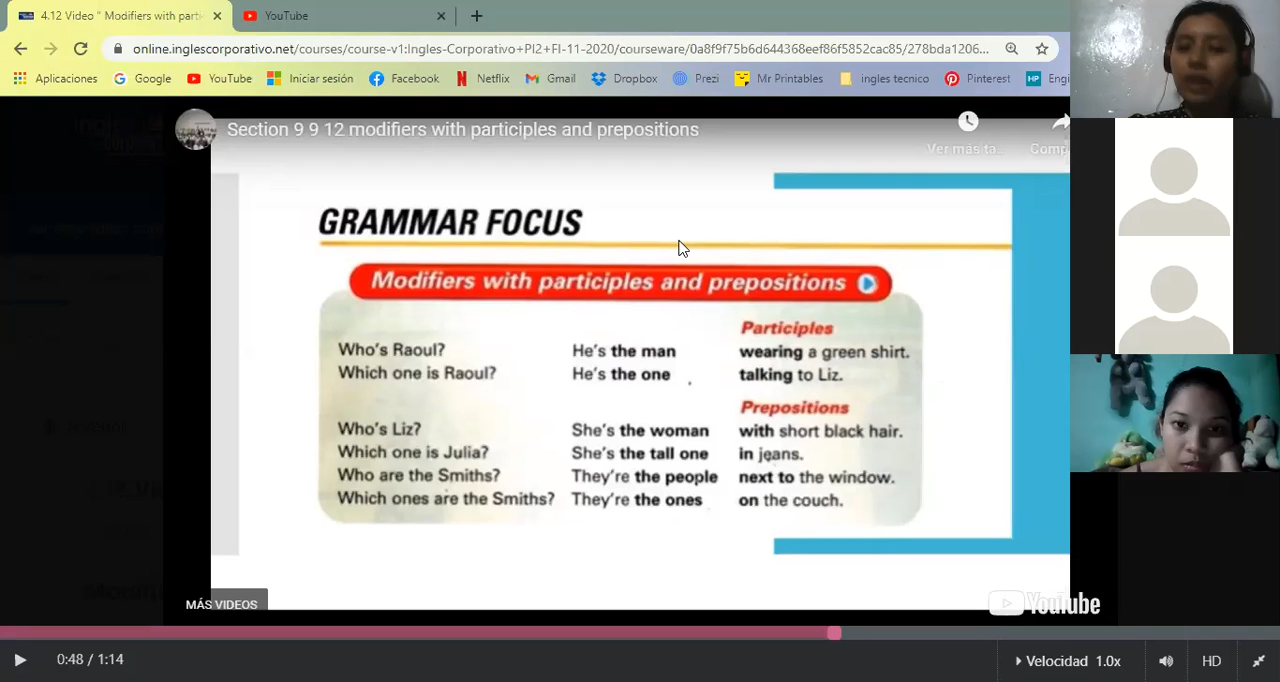 4.12 Video " Modifiers with parti
YouTube
online.inglescorporativo.net/courses/course-v1:Ingles-Corporativo+PI2+FI-11-2020/courseware/0a8f9f75b6d644368eef86f5852cac85/278bda1206...
Aplicaciones Google YouTube Iniciar sesión Facebook Netflix Gmail Dropbox Prezi Mr Printables ingles tecnico Pinterest HP Engl
Section 9 9 12 modifiers with participles and prepositions
Ver más ta... Comp
GRAMMAR FOCUS
Modifiers with participles and prepositions
Participles
Who's Raoul? He's the man wearing a green shirt.
Which one is Raoul? He's the one talking to Liz.
Prepositions
Who's Liz? She's the woman with short black hair.
Which one is Julia? She's the tall one in jeans.
Who are the Smiths? They're the people next to the window.
Which ones are the Smiths? They're the ones on the couch.
MÁS VIDEOS
YouTube
0:48 / 1:14
Velocidad 1.0x
HD